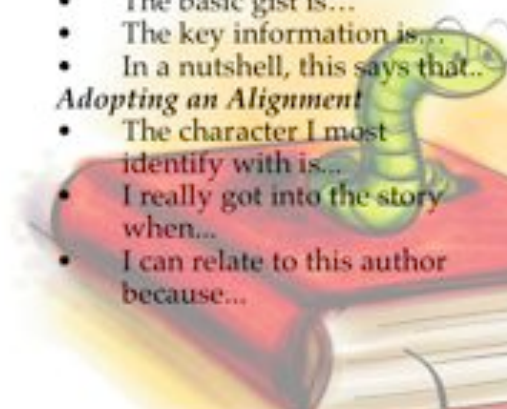 • The basic gist is…
• The key information is…
• In a nutshell, this says that..
Adopting an Alignment
• The character I most
identify with is...
• I really got into the story
when...
• I can relate to this author
because...